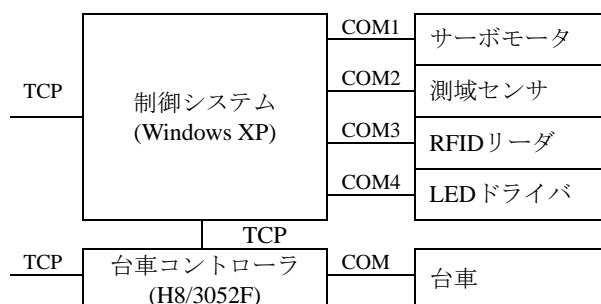 COM1
サーボモータ
TCP
COM2
測域センサ
制御システム
(Windows XP)
COM3
RFIDリーダ
COM4
LEDドライバ
TCP
TCP
台車コントローラ
(H8/3052F)
COM
台車